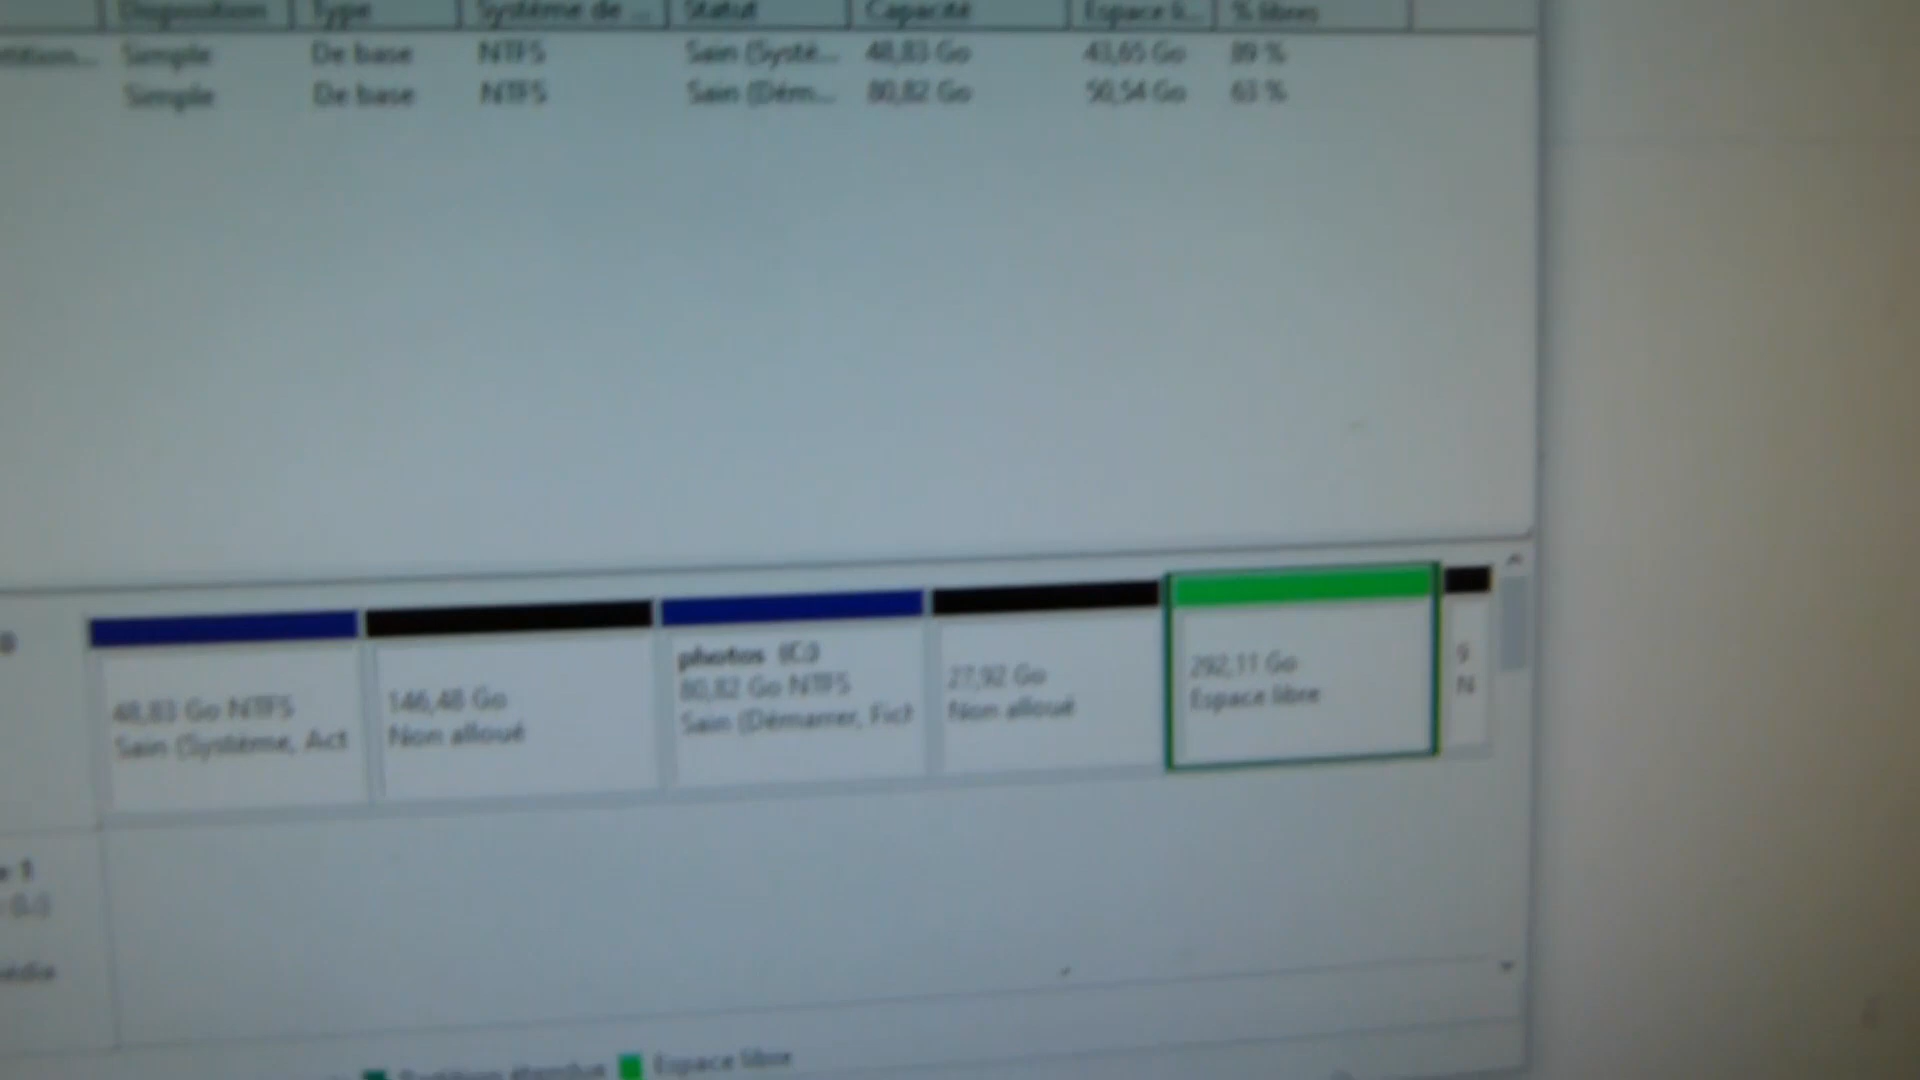 Disposition Type Système de ... Statut Capacité Espace li... % libres
Simple De base NTFS Sain (Systè... 48,83 Go 43,65 Go 89 %
Simple De base NTFS Sain (Dém... 80,82 Go 50,54 Go 63 %
48,83 Go NTFS
Sain (Système, Act
146,48 Go
Non alloué
photos (C:)
80,82 Go NTFS
Sain (Démarrer, Fich
27,92 Go
Non alloué
292,11 Go
Espace libre
9
N
Partition étendue Espace libre